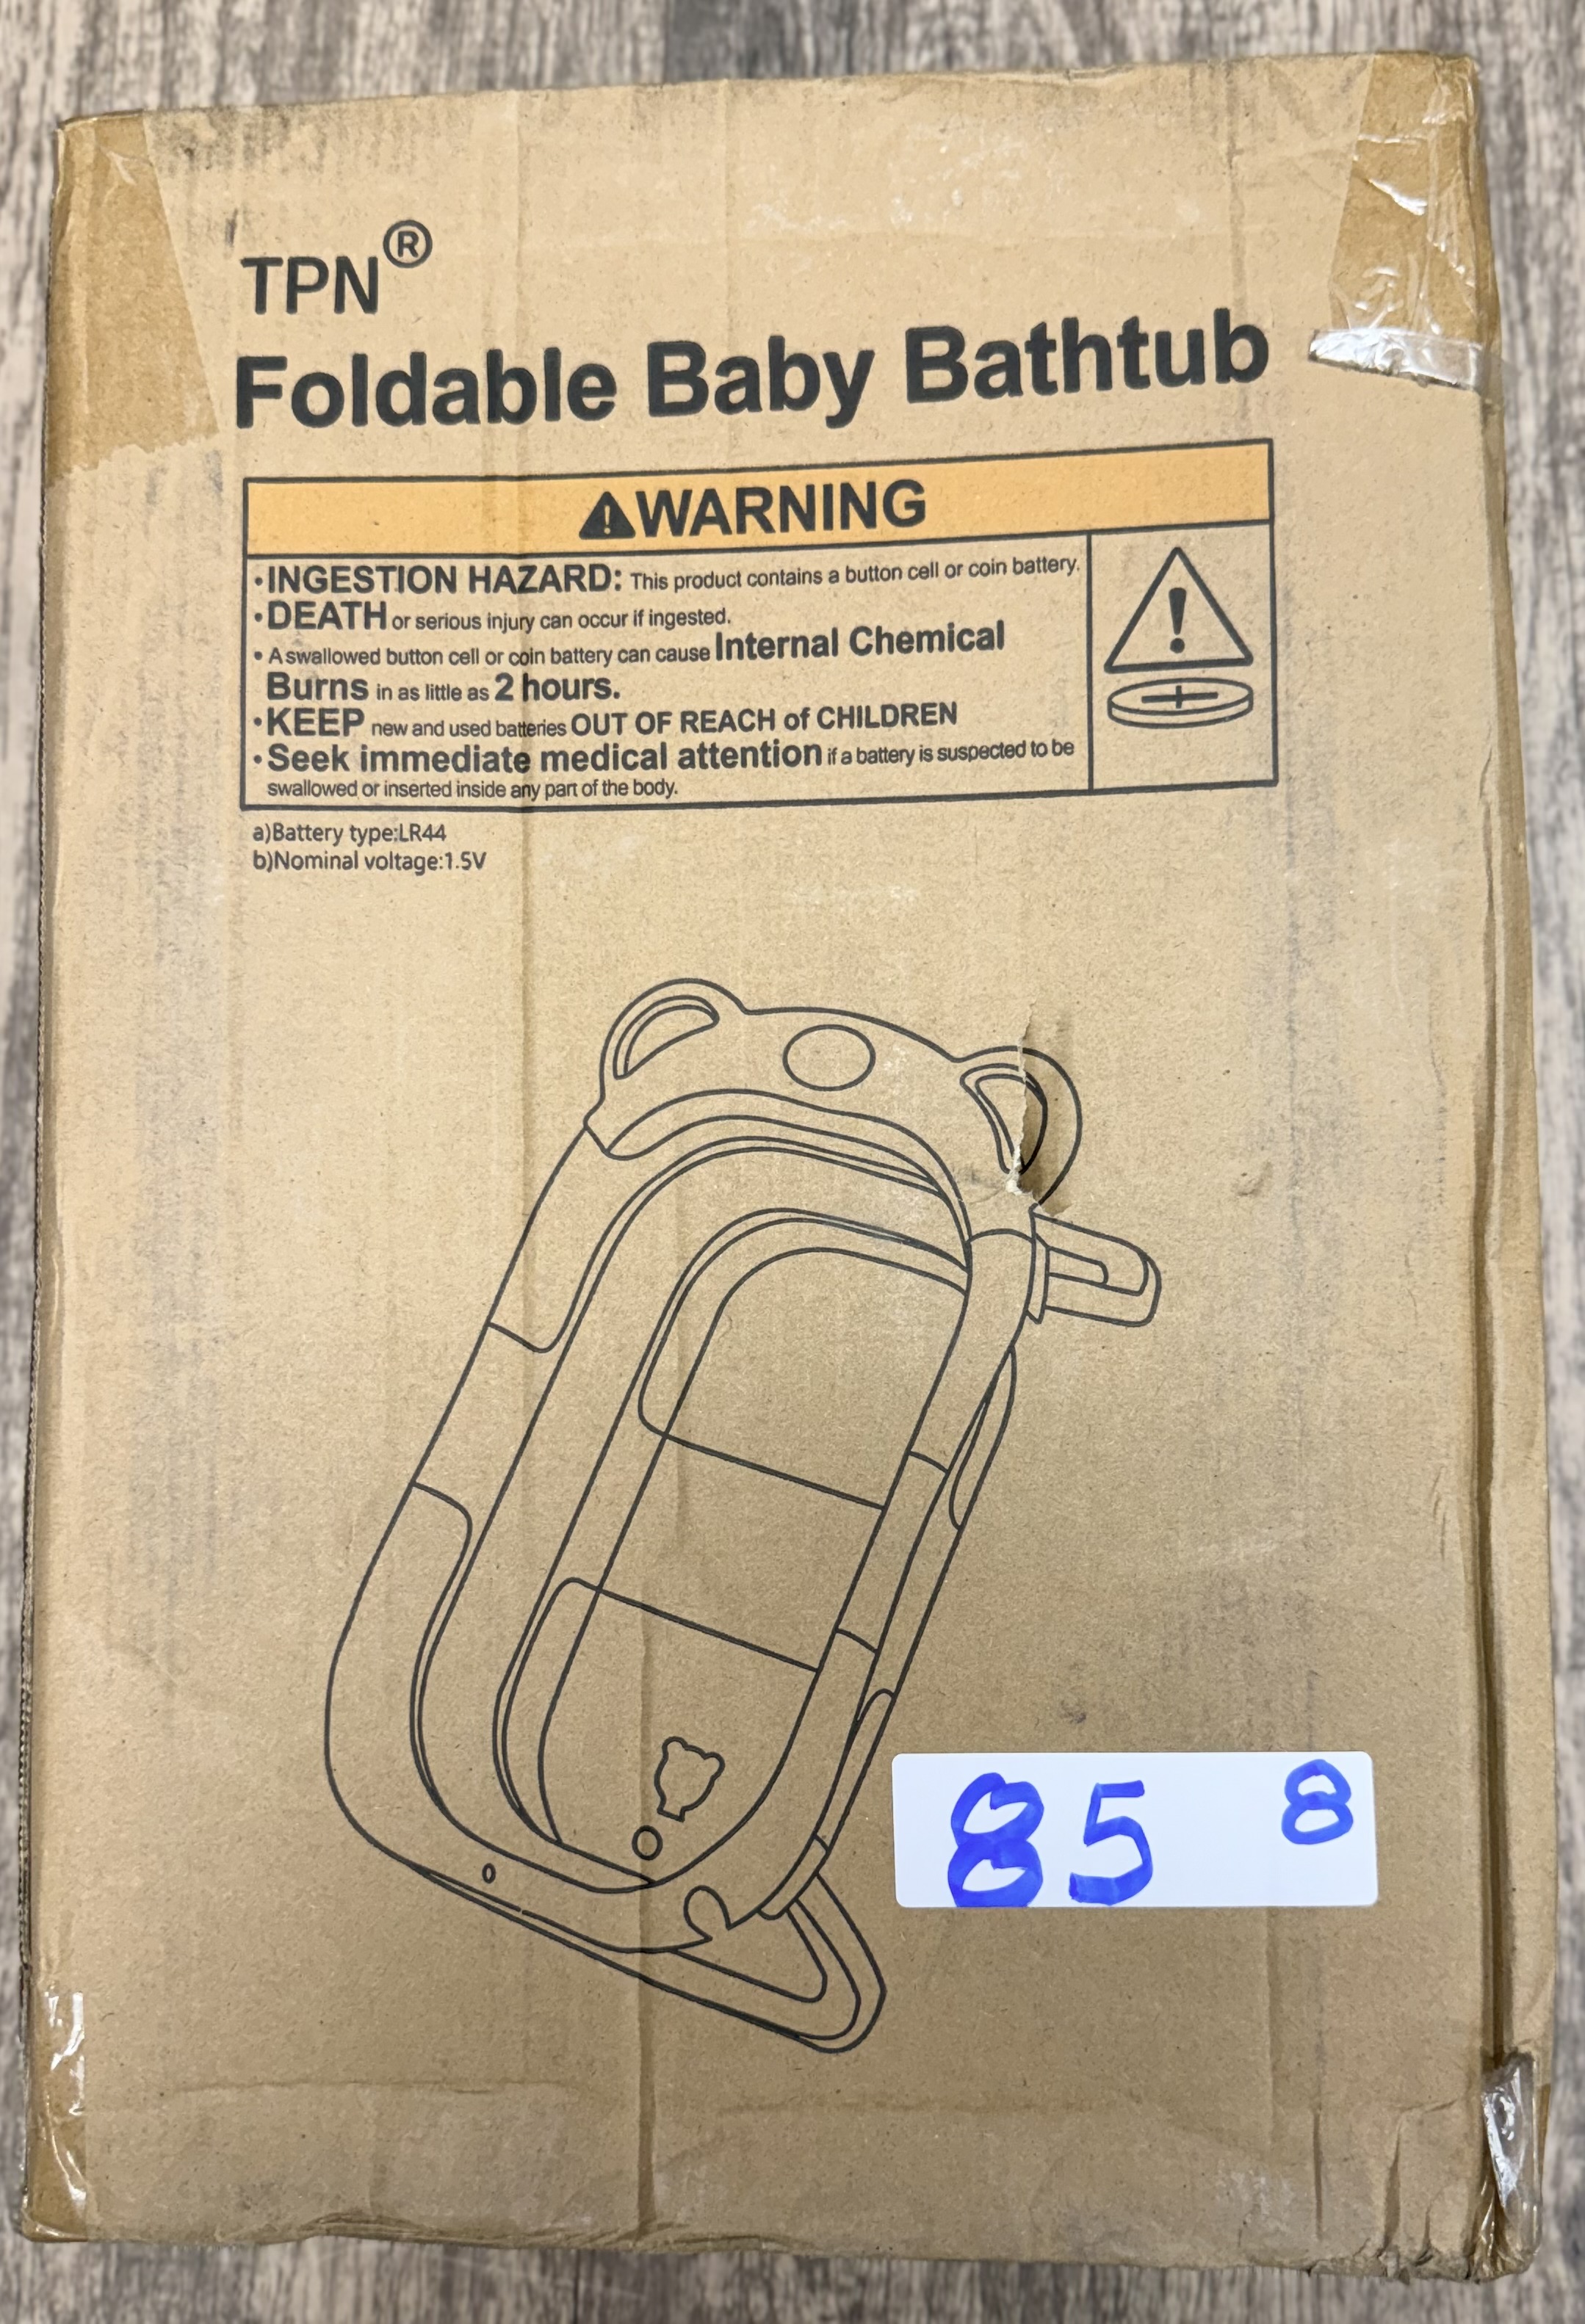 TPN®
Foldable Baby Bathtub
WARNING
•INGESTION HAZARD: This product contains a button cell or coin battery.
•DEATH or serious injury can occur if ingested.
• A swallowed button cell or coin battery can cause Internal Chemical
Burns in as little as 2 hours.
•KEEP new and used batteries OUT OF REACH of CHILDREN
•Seek immediate medical attention if a battery is suspected to be
swallowed or inserted inside any part of the body.
a)Battery type:LR44
b)Nominal voltage:1.5V
85 8